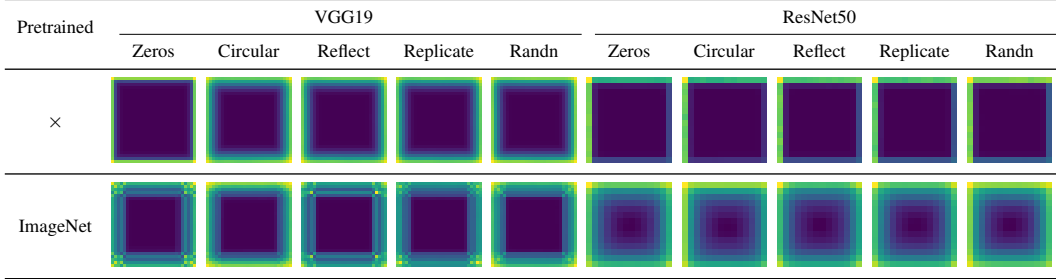 Pretrained VGG19 ResNet50
Zeros Circular Reflect Replicate Randn Zeros Circular Reflect Replicate Randn
×
ImageNet